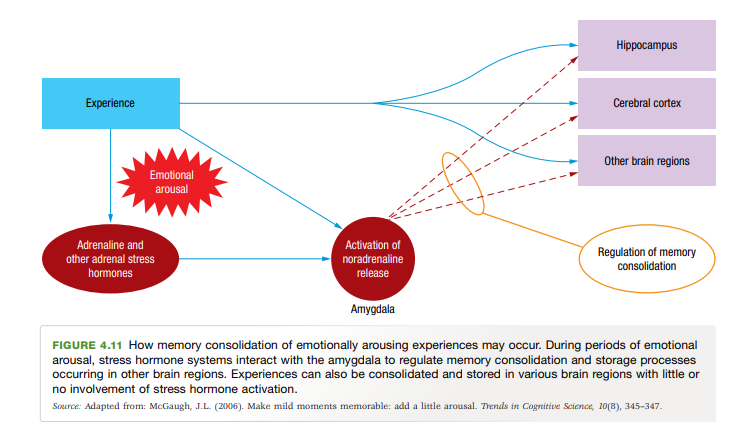 Hippocampus
Experience
Cerebral cortex
Other brain regions
Emotional
arousal
Adrenaline and
other adrenal stress
hormones
Activation of
noradrenaline
release
Regulation of memory
consolidation
Amygdala
FIGURE 4.11 How memory consolidation of emotionally arousing experiences may occur. During periods of emotional
arousal, stress hormone systems interact with the amygdala to regulate memory consolidation and storage processes
occurring in other brain regions. Experiences can also be consolidated and stored in various brain regions with little or
no involvement of stress hormone activation.
Source: Adapted from: McGaugh, J.L. (2006). Make mild moments memorable: add a little arousal. Trends in Cognitive Science, 10(8), 345–347.